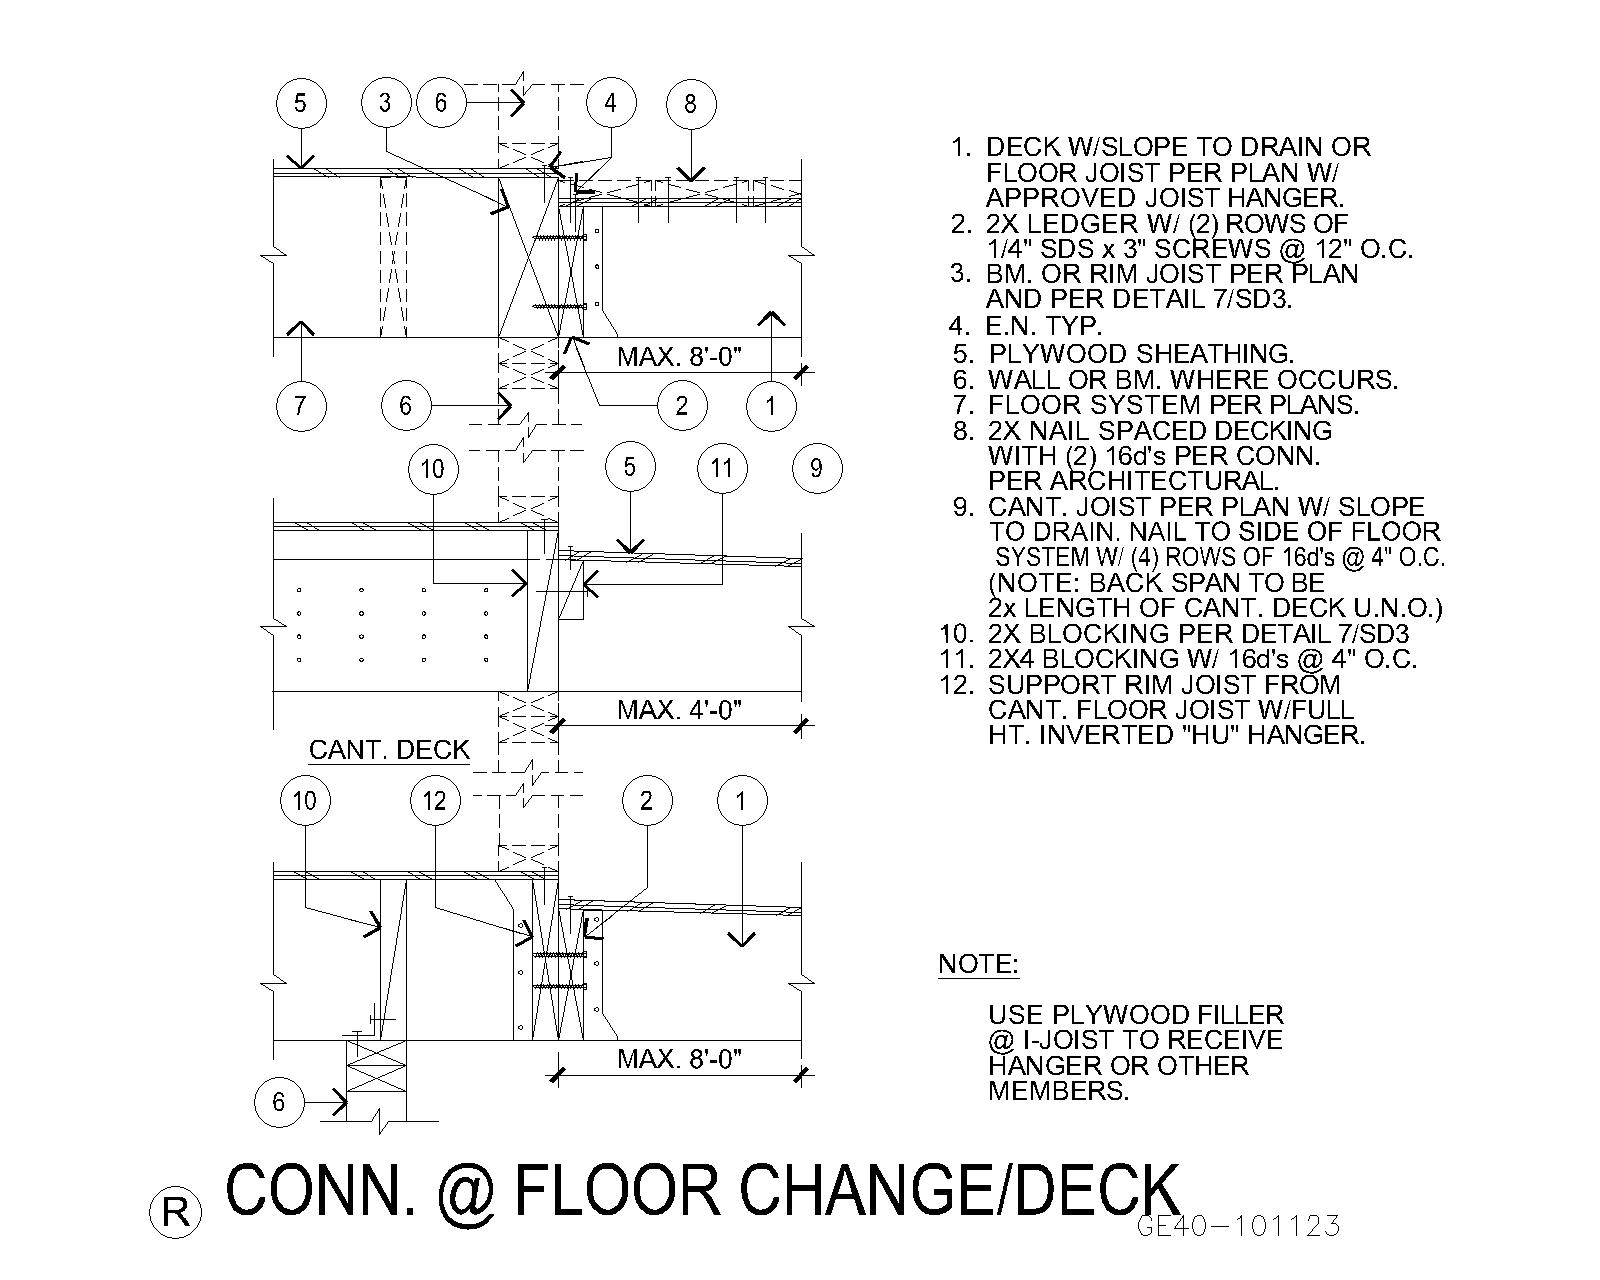 5
3
6
4
8
MAX. 8'-0"
7
6
2
1
10
5
11
9
MAX. 4'-0"
CANT. DECK
10
12
2
1
MAX. 8'-0"
6
1. DECK W/SLOPE TO DRAIN OR
FLOOR JOIST PER PLAN W/
APPROVED JOIST HANGER.
2. 2X LEDGER W/ (2) ROWS OF
1/4" SDS x 3" SCREWS @ 12" O.C.
3. BM. OR RIM JOIST PER PLAN
AND PER DETAIL 7/SD3.
4. E.N. TYP.
5. PLYWOOD SHEATHING.
6. WALL OR BM. WHERE OCCURS.
7. FLOOR SYSTEM PER PLANS.
8. 2X NAIL SPACED DECKING
WITH (2) 16d's PER CONN.
PER ARCHITECTURAL.
9. CANT. JOIST PER PLAN W/ SLOPE
TO DRAIN. NAIL TO SIDE OF FLOOR
SYSTEM W/ (4) ROWS OF 16d's @ 4" O.C.
(NOTE: BACK SPAN TO BE
2x LENGTH OF CANT. DECK U.N.O.)
10. 2X BLOCKING PER DETAIL 7/SD3
11. 2X4 BLOCKING W/ 16d's @ 4" O.C.
12. SUPPORT RIM JOIST FROM
CANT. FLOOR JOIST W/FULL
HT. INVERTED "HU" HANGER.
NOTE:
USE PLYWOOD FILLER
@ I-JOIST TO RECEIVE
HANGER OR OTHER
MEMBERS.
R CONN. @ FLOOR CHANGE/DECK
GE40-101123